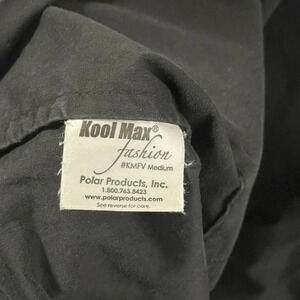 Kool Max®
fashion
#KMFV Medium
Polar Products, Inc.
1.800.763.8423
www.polarproducts.com
See reverse for care.